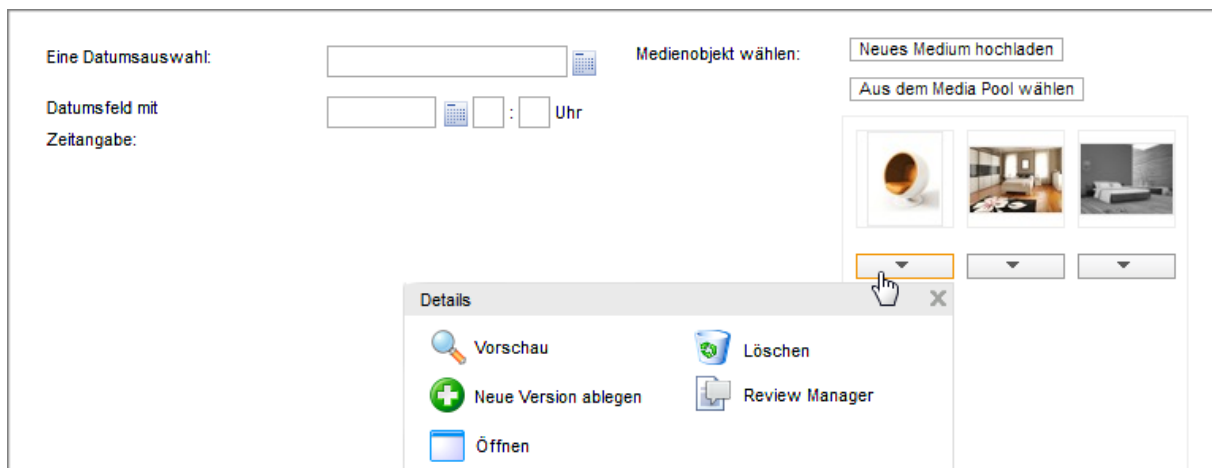 Eine Datumsauswahl:
Medienobjekt wählen:
Neues Medium hochladen
Aus dem Media Pool wählen
Datumsfeld mit
Zeitangabe:
: Uhr
Details
Vorschau
Löschen
Neue Version ablegen
Review Manager
Öffnen